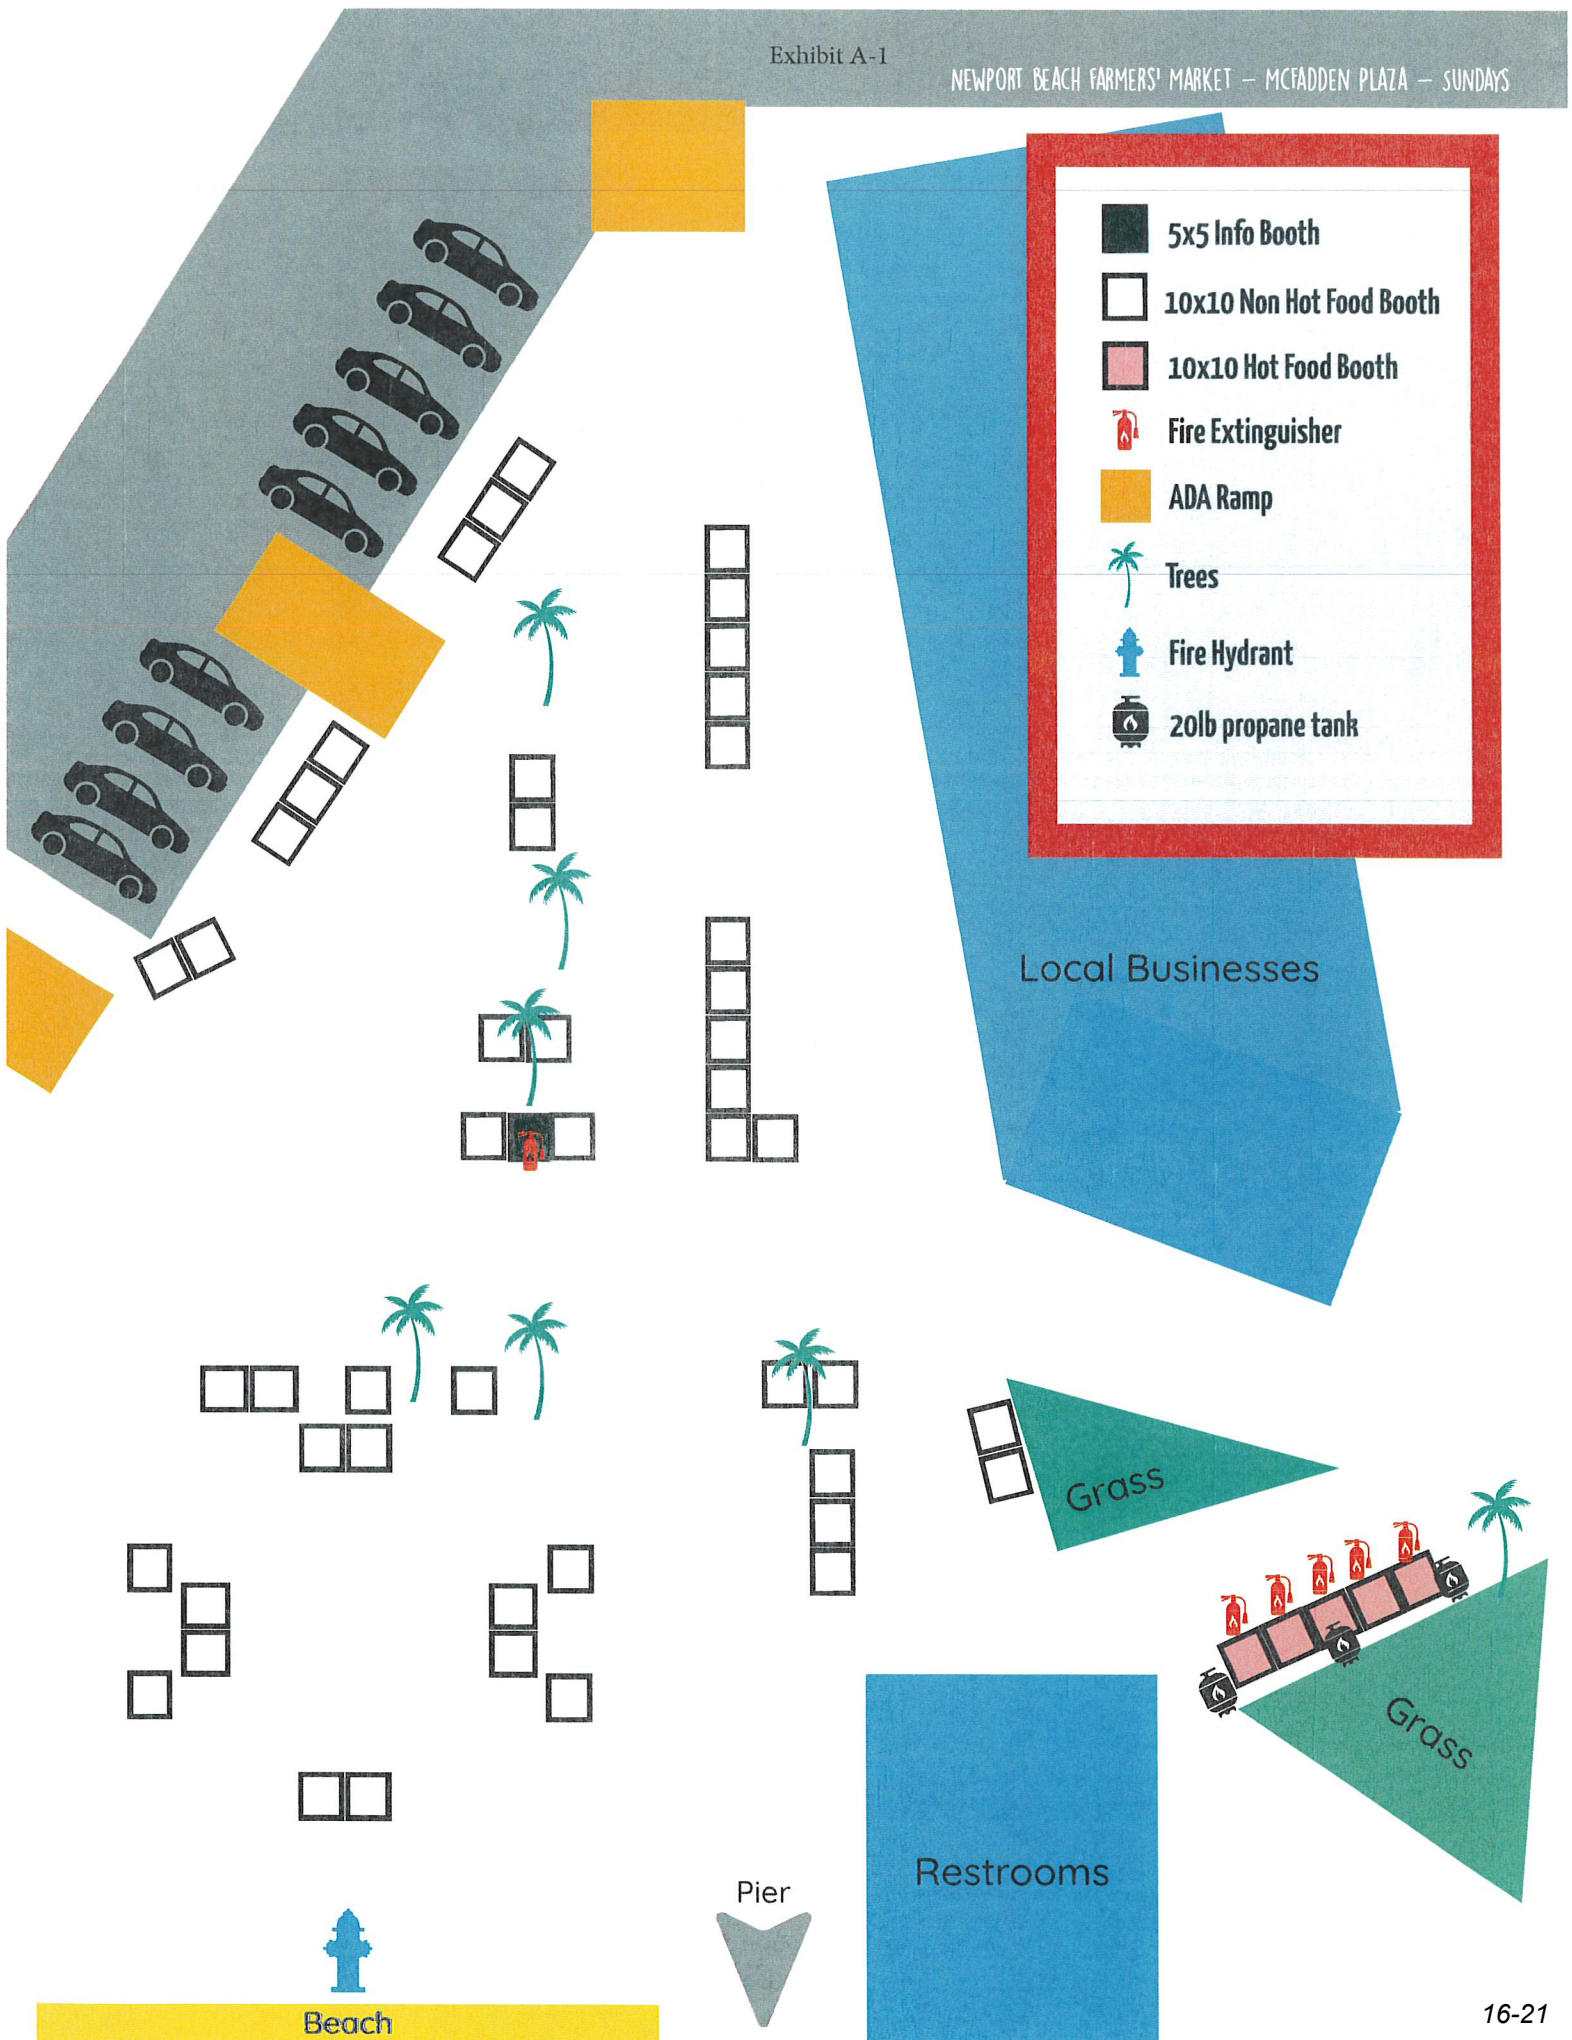 Exhibit A-1
NEWPORT BEACH FARMERS' MARKET – MCFADDEN PLAZA – SUNDAYS
5x5 Info Booth
10x10 Non Hot Food Booth
10x10 Hot Food Booth
Fire Extinguisher
ADA Ramp
Trees
Fire Hydrant
20lb propane tank
Local Businesses
Grass
Grass
Restrooms
Pier
Beach
16-21